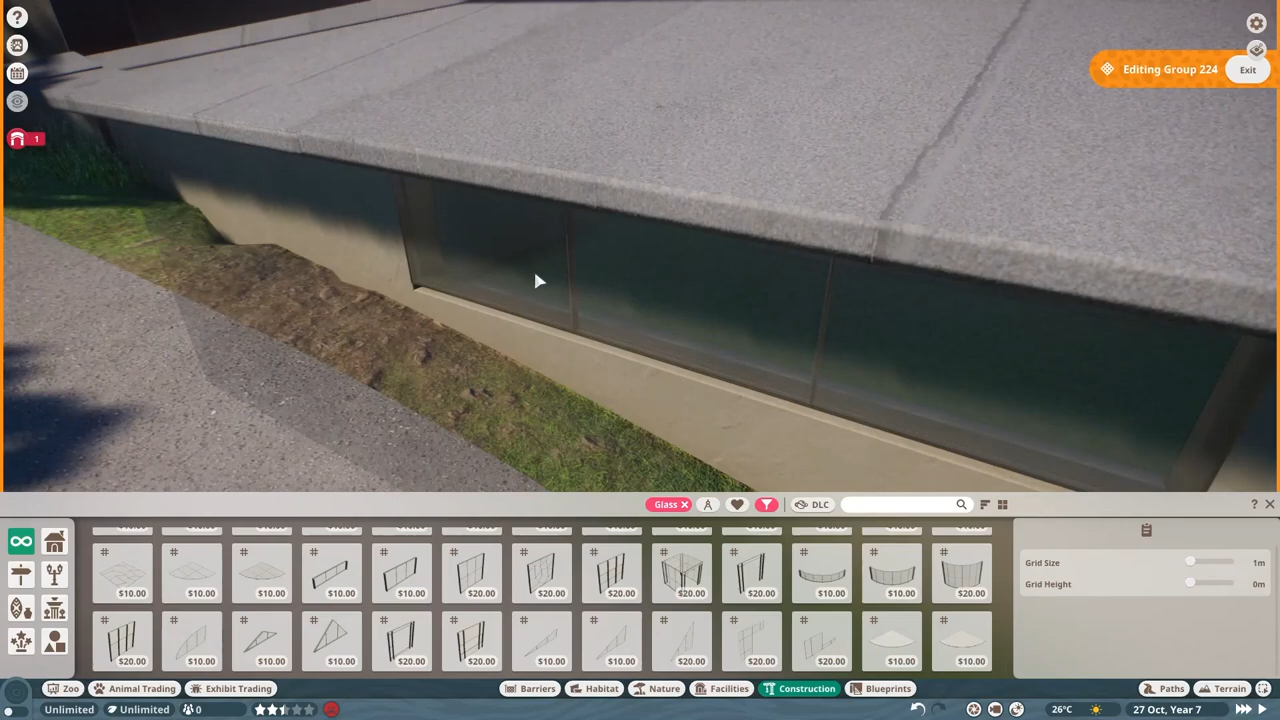 ?
Editing Group 224 Exit
1
Glass × DLC
? ×
$10.00 $10.00 $10.00 $10.00 $10.00 $20.00 $20.00 $20.00 $20.00 $20.00 $10.00 $10.00 $20.00
$20.00 $10.00 $10.00 $10.00 $20.00 $20.00 $10.00 $10.00 $20.00 $20.00 $20.00 $10.00 $10.00
Grid Size 1m
Grid Height 0m
Zoo Animal Trading Exhibit Trading Barriers Habitat Nature Facilities Construction Blueprints Paths Terrain
Unlimited Unlimited 0 26°C 27 Oct, Year 7